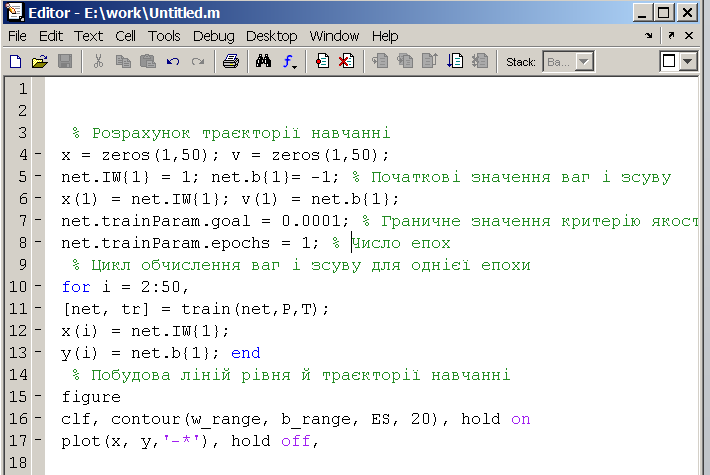 Editor - E:\work\Untitled.m
File Edit Text Cell Tools Debug Desktop Window Help
Stack: Ba...
1
2
3 % Розрахунок траєкторії навчанні
4 - x = zeros(1,50); v = zeros(1,50);
5 - net.IW{1} = 1; net.b{1}= -1; % Початкові значення ваг і зсуву
6 - x(1) = net.IW{1}; v(1) = net.b{1};
7 - net.trainParam.goal = 0.0001; % Граничне значення критерію якост
8 - net.trainParam.epochs = 1; % Число епох
9 % Цикл обчислення ваг і зсуву для однієї епохи
10 - for i = 2:50,
11 - [net, tr] = train(net,P,T);
12 - x(i) = net.IW{1};
13 - y(i) = net.b{1}; end
14 % Побудова ліній рівня й траєкторії навчанні
15 - figure
16 - clf, contour(w_range, b_range, ES, 20), hold on
17 - plot(x, y,'-*'), hold off,
18